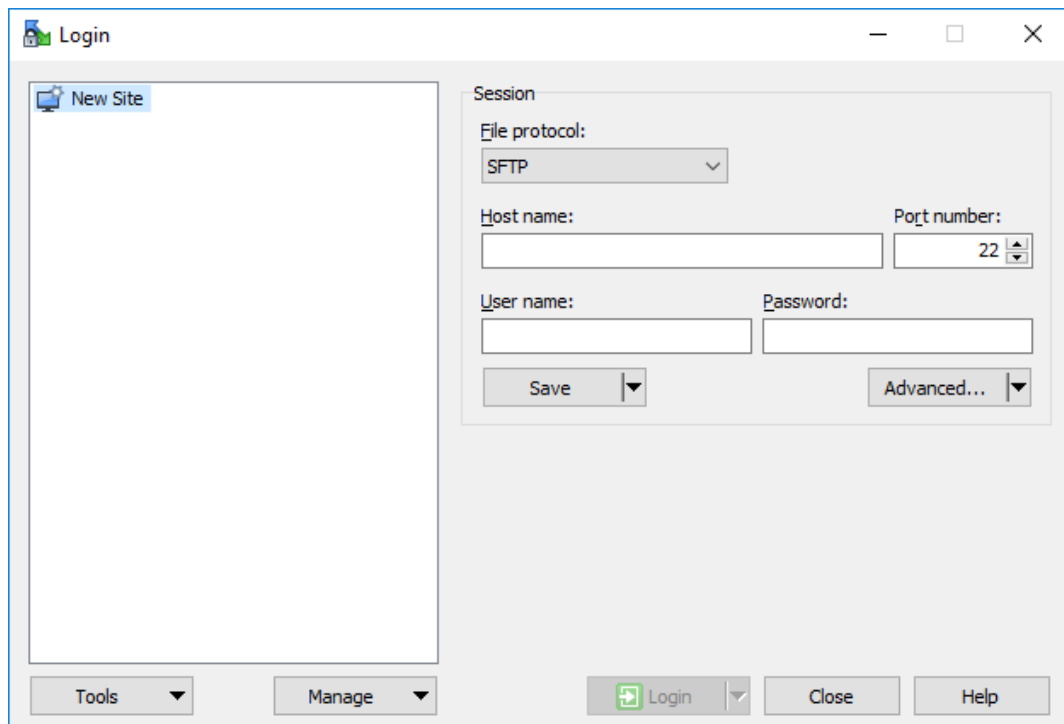 Login
New Site
Session
File protocol:
SFTP
Host name:
Port number:
22
User name:
Password:
Save
Advanced...
Tools
Manage
Login
Close
Help